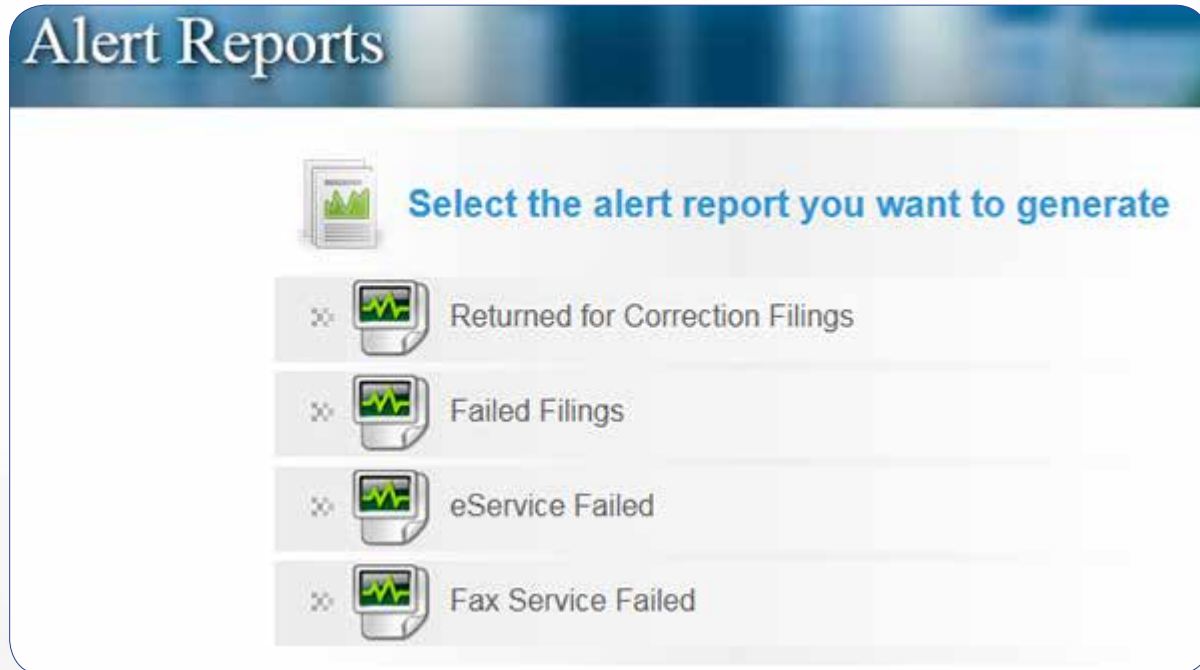 Alert Reports
Select the alert report you want to generate
Returned for Correction Filings
Failed Filings
eService Failed
Fax Service Failed